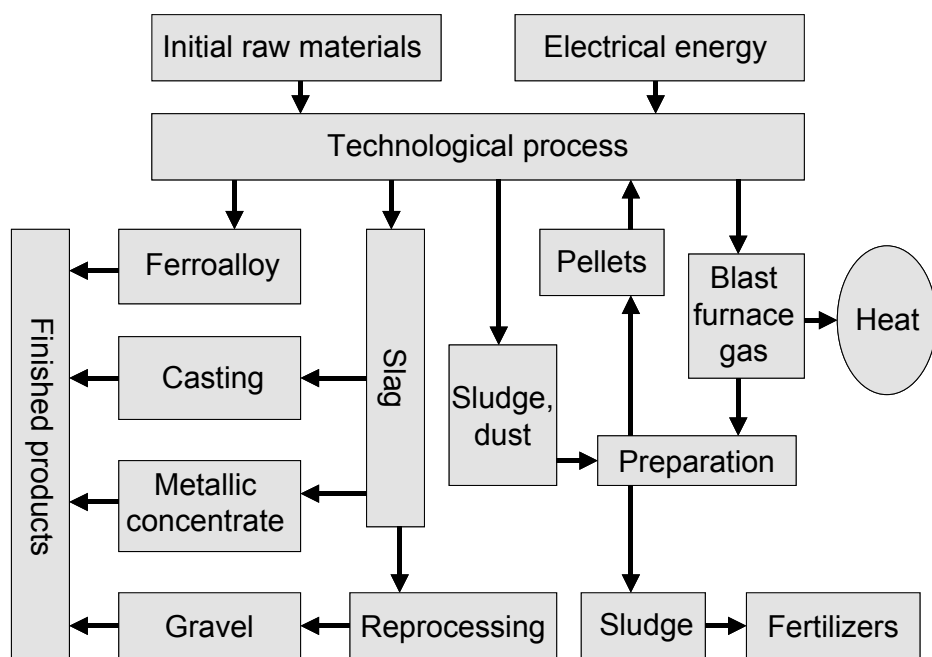 Initial raw materials
Electrical energy
Technological process
Ferroalloy
Pellets
Blast
furnace
gas
Heat
Finished products
Slag
Casting
Sludge,
dust
Preparation
Metallic
concentrate
Gravel
Reprocessing
Sludge
Fertilizers